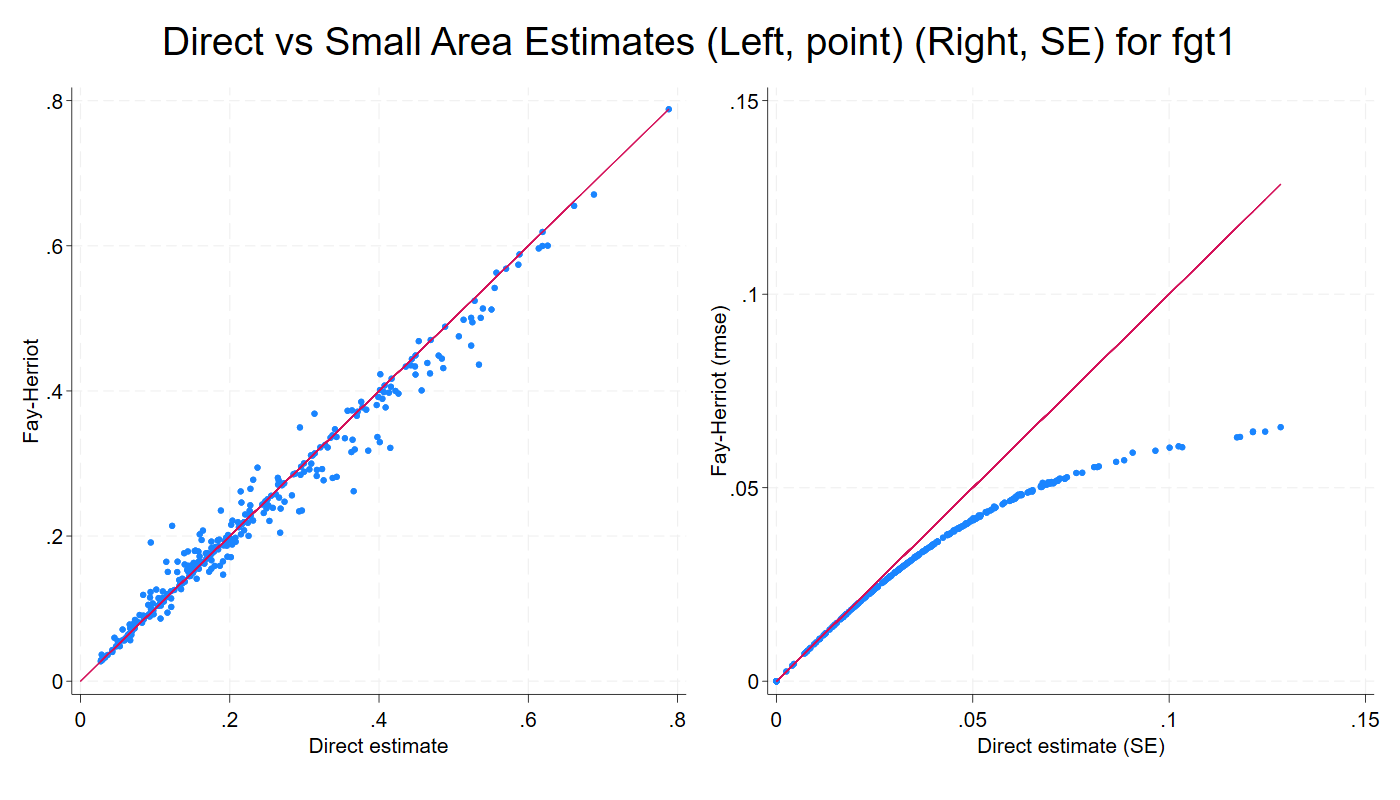 Direct vs Small Area Estimates (Left, point) (Right, SE) for fgt1
Fay-Herriot
.8
.6
.4
.2
0
0 .2 .4 .6 .8
Direct estimate
Fay-Herriot (rmse)
.15
.1
.05
0
0 .05 .1 .15
Direct estimate (SE)